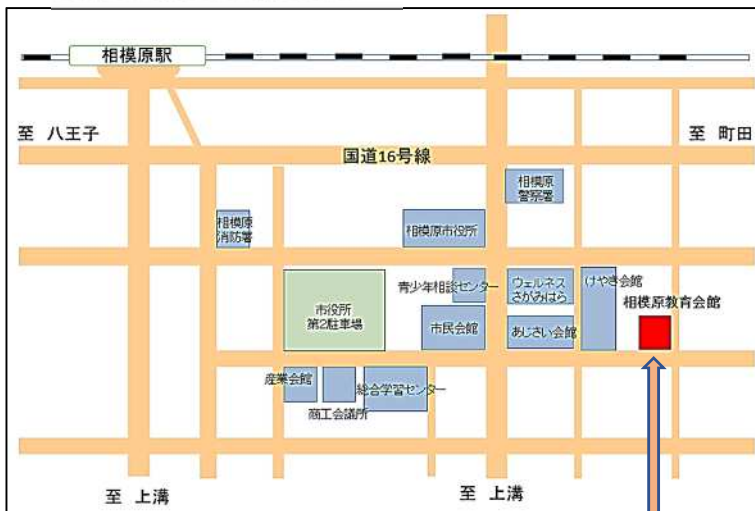 相模原駅
至 八王子
至 町田
国道16号線
相模原
警察署
相模原
消防署
相模原市役所
青少年相談センター
ウェルネス
さがみはら
けやき会館
相模原教育会館
市役所
第2駐車場
市民会館
あじさい会館
産業会館
総合学習センター
商工会議所
至 上溝
至 上溝